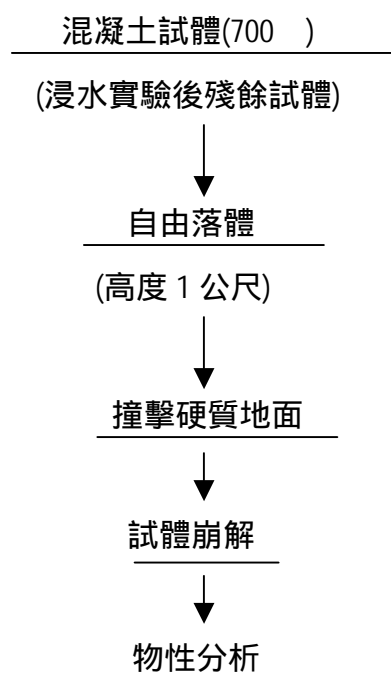 混凝土試體(700 )
(浸水實驗後殘餘試體)
自由落體
(高度 1 公尺)
撞擊硬質地面
試體崩解
物性分析